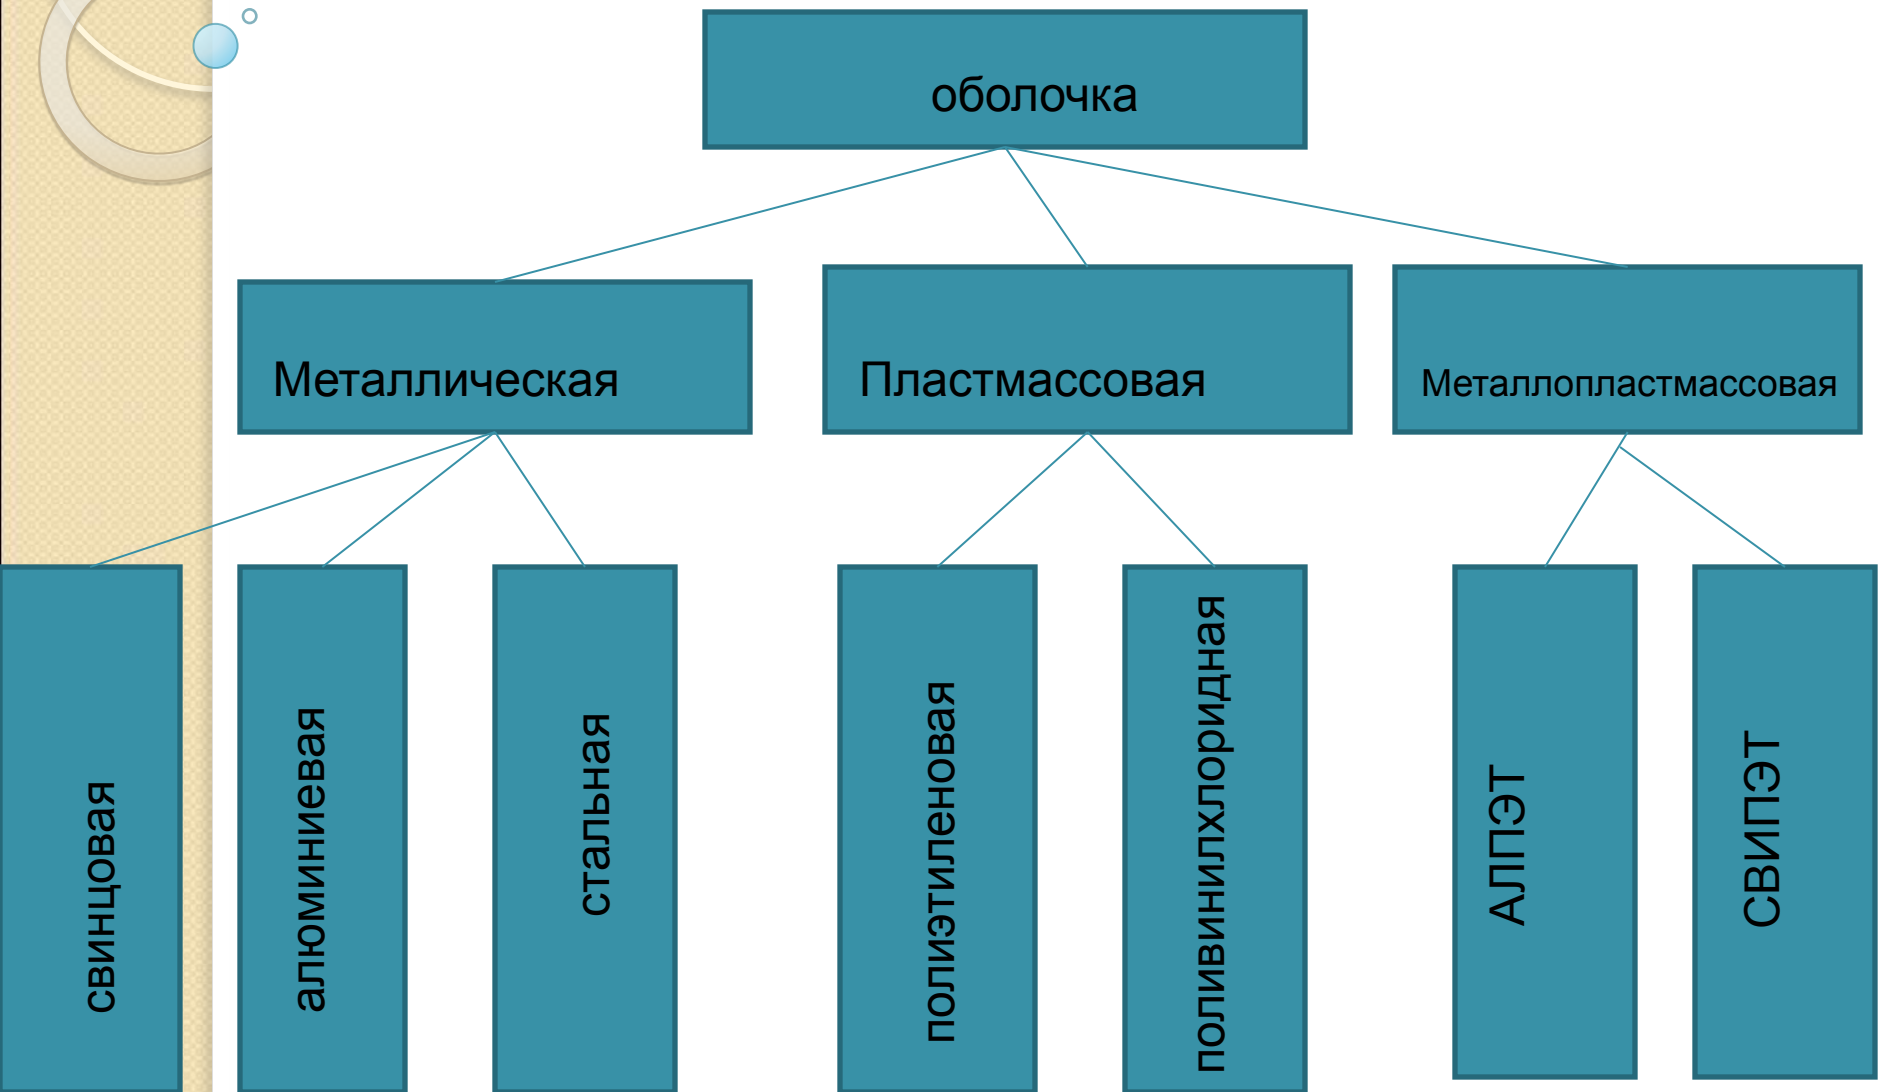 оболочка
Металлическая
Пластмассовая
Металлопластмассовая
свинцовая
алюминиевая
стальная
полиэтиленовая
поливинилхлоридная
АЛПЭТ
СВИПЭТ